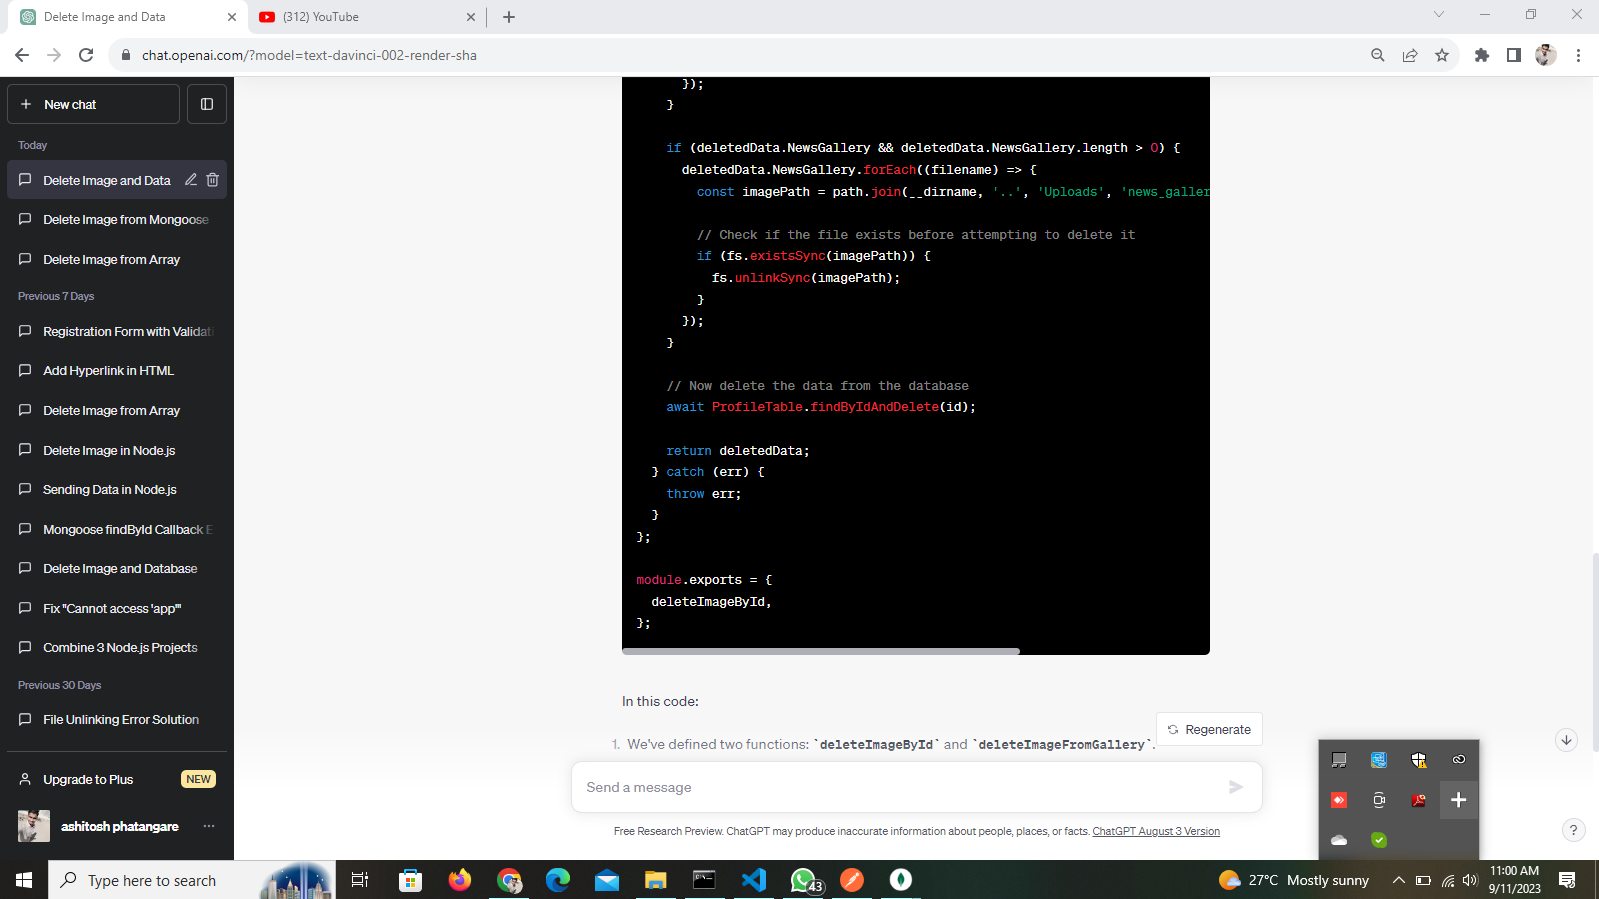 Delete Image and Data
(312) YouTube
chat.openai.com/?model=text-davinci-002-render-sha
New chat
Today
Delete Image and Data
Delete Image from Mongoose
Delete Image from Array
Previous 7 Days
Registration Form with Validati
Add Hyperlink in HTML
Delete Image from Array
Delete Image in Node.js
Sending Data in Node.js
Mongoose findById Callback E
Delete Image and Database
Fix "Cannot access 'app'"
Combine 3 Node.js Projects
Previous 30 Days
File Unlinking Error Solution
Upgrade to Plus NEW
ashitosh phatangare
});
}
if (deletedData.NewsGallery && deletedData.NewsGallery.length > 0) {
deletedData.NewsGallery.forEach((filename) => {
const imagePath = path.join(__dirname, '..', 'Uploads', 'news_galler
// Check if the file exists before attempting to delete it
if (fs.existsSync(imagePath)) {
fs.unlinkSync(imagePath);
}
});
}
// Now delete the data from the database
await ProfileTable.findByIdAndDelete(id);
return deletedData;
} catch (err) {
throw err;
}
};
module.exports = {
deleteImageById,
};
In this code:
1. We've defined two functions: `deleteImageById` and `deleteImageFromGallery`.
Regenerate
Send a message
Free Research Preview. ChatGPT may produce inaccurate information about people, places, or facts. ChatGPT August 3 Version
?
Type here to search
43
27°C Mostly sunny
11:00 AM
9/11/2023